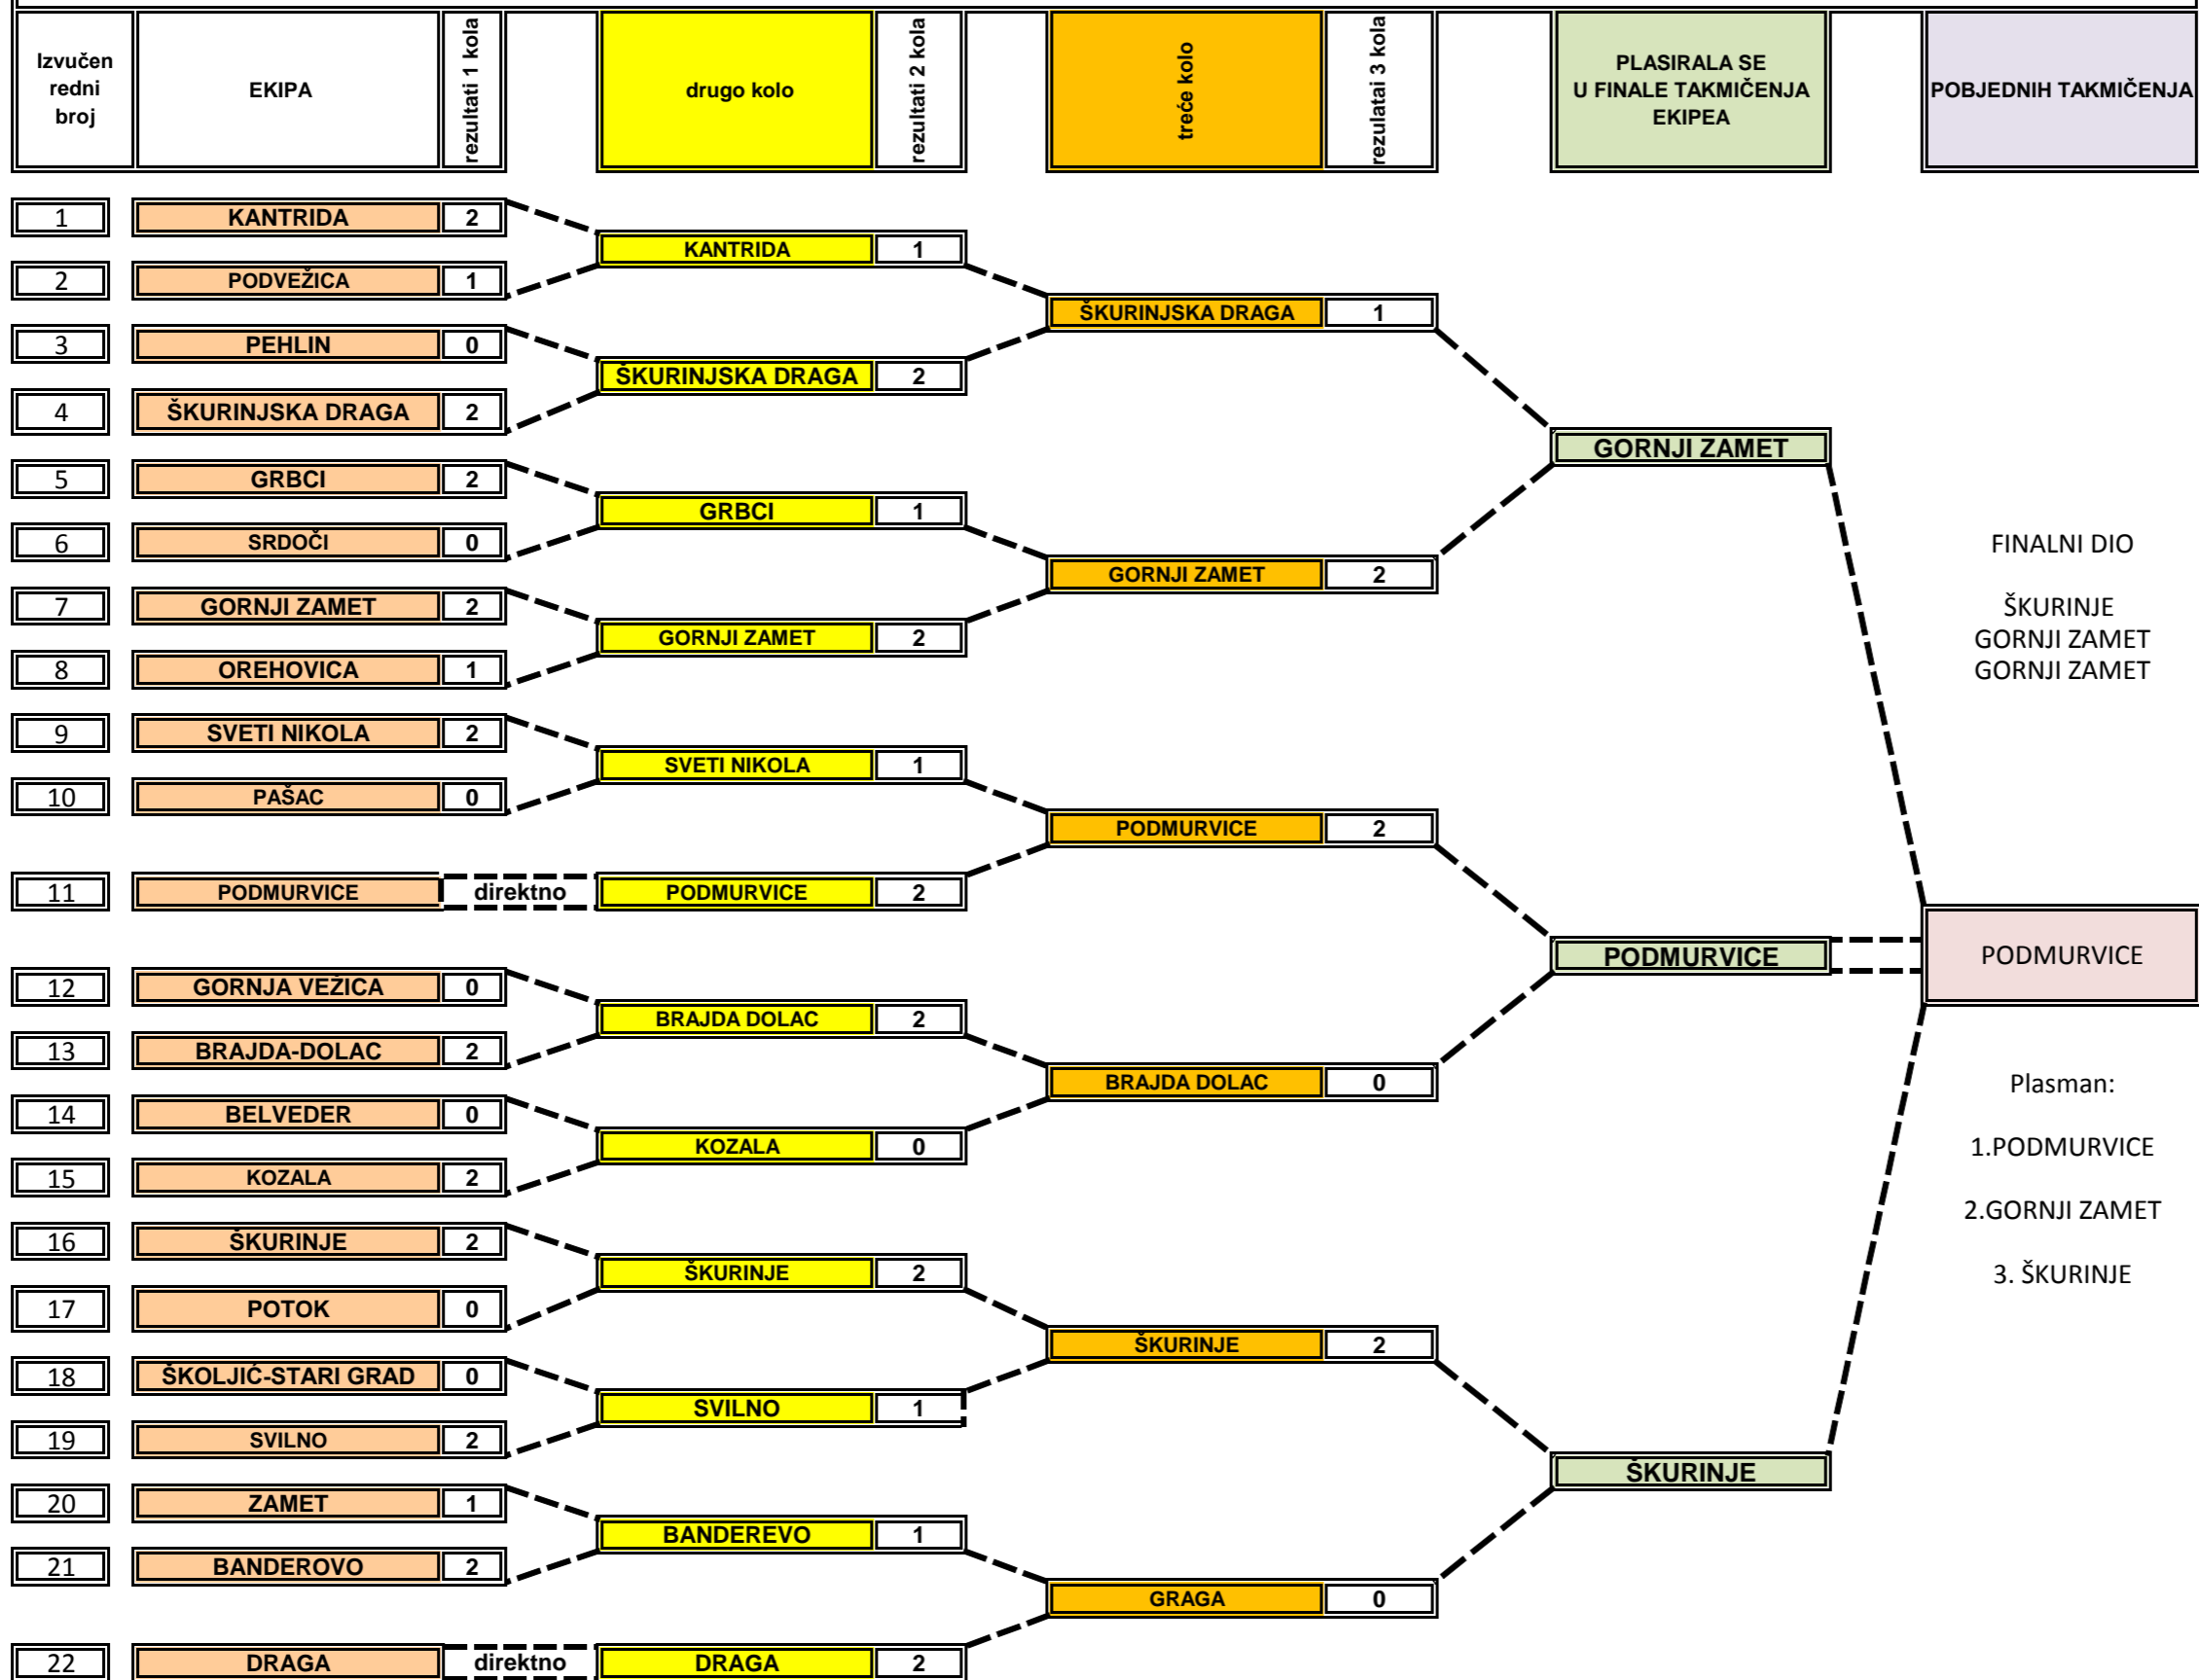 Izvučen
redni
broj
EKIPA
rezultati 1 kola
drugo kolo
rezultati 2 kola
treće kolo
rezulatai 3 kola
PLASIRALA SE
U FINALE TAKMIČENJA
EKIPEA
POBJEDNIH TAKMIČENJA
1 KANTRIDA 2
KANTRIDA 1
2 PODVEŽICA 1
ŠKURINJSKA DRAGA 1
3 PEHLIN 0
ŠKURINJSKA DRAGA 2
4 ŠKURINJSKA DRAGA 2
GORNJI ZAMET
5 GRBCI 2
GRBCI 1
6 SRDOČI 0
FINALNI DIO
GORNJI ZAMET 2
7 GORNJI ZAMET 2
ŠKURINJE
GORNJI ZAMET 2
GORNJI ZAMET
8 OREHOVICA 1
GORNJI ZAMET
9 SVETI NIKOLA 2
SVETI NIKOLA 1
10 PAŠAC 0
PODMURVICE 2
11 PODMURVICE direktno PODMURVICE 2
PODMURVICE
PODMURVICE
12 GORNJA VEŽICA 0
BRAJDA DOLAC 2
13 BRAJDA-DOLAC 2
BRAJDA DOLAC 0
Plasman:
14 BELVEDER 0
KOZALA 0
1.PODMURVICE
15 KOZALA 2
2.GORNJI ZAMET
16 ŠKURINJE 2
ŠKURINJE 2
3. ŠKURINJE
17 POTOK 0
ŠKURINJE 2
18 ŠKOLJIĆ-STARI GRAD 0
SVILNO 1
19 SVILNO 2
ŠKURINJE
20 ZAMET 1
BANDEREVO 1
21 BANDEROVO 2
GRAGA 0
22 DRAGA direktno DRAGA 2